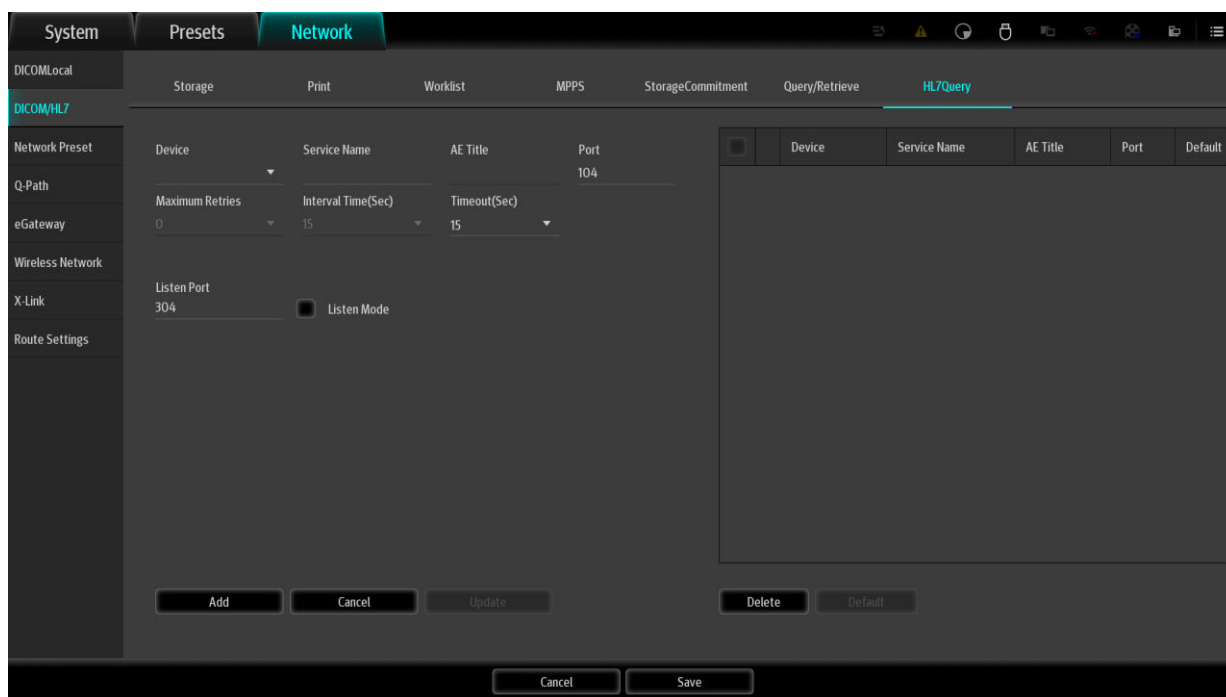 System Presets Network
DICOMLocal
DICOM/HL7
Network Preset
Q-Path
eGateway
Wireless Network
X-Link
Route Settings
Storage Print Worklist MPPS StorageCommitment Query/Retrieve HL7Query
Device Service Name AE Title Port
104
Maximum Retries Interval Time(Sec) Timeout(Sec)
0 15 15
Listen Port
304 Listen Mode
Add Cancel Update
Device Service Name AE Title Port Default
Delete Default
Cancel Save